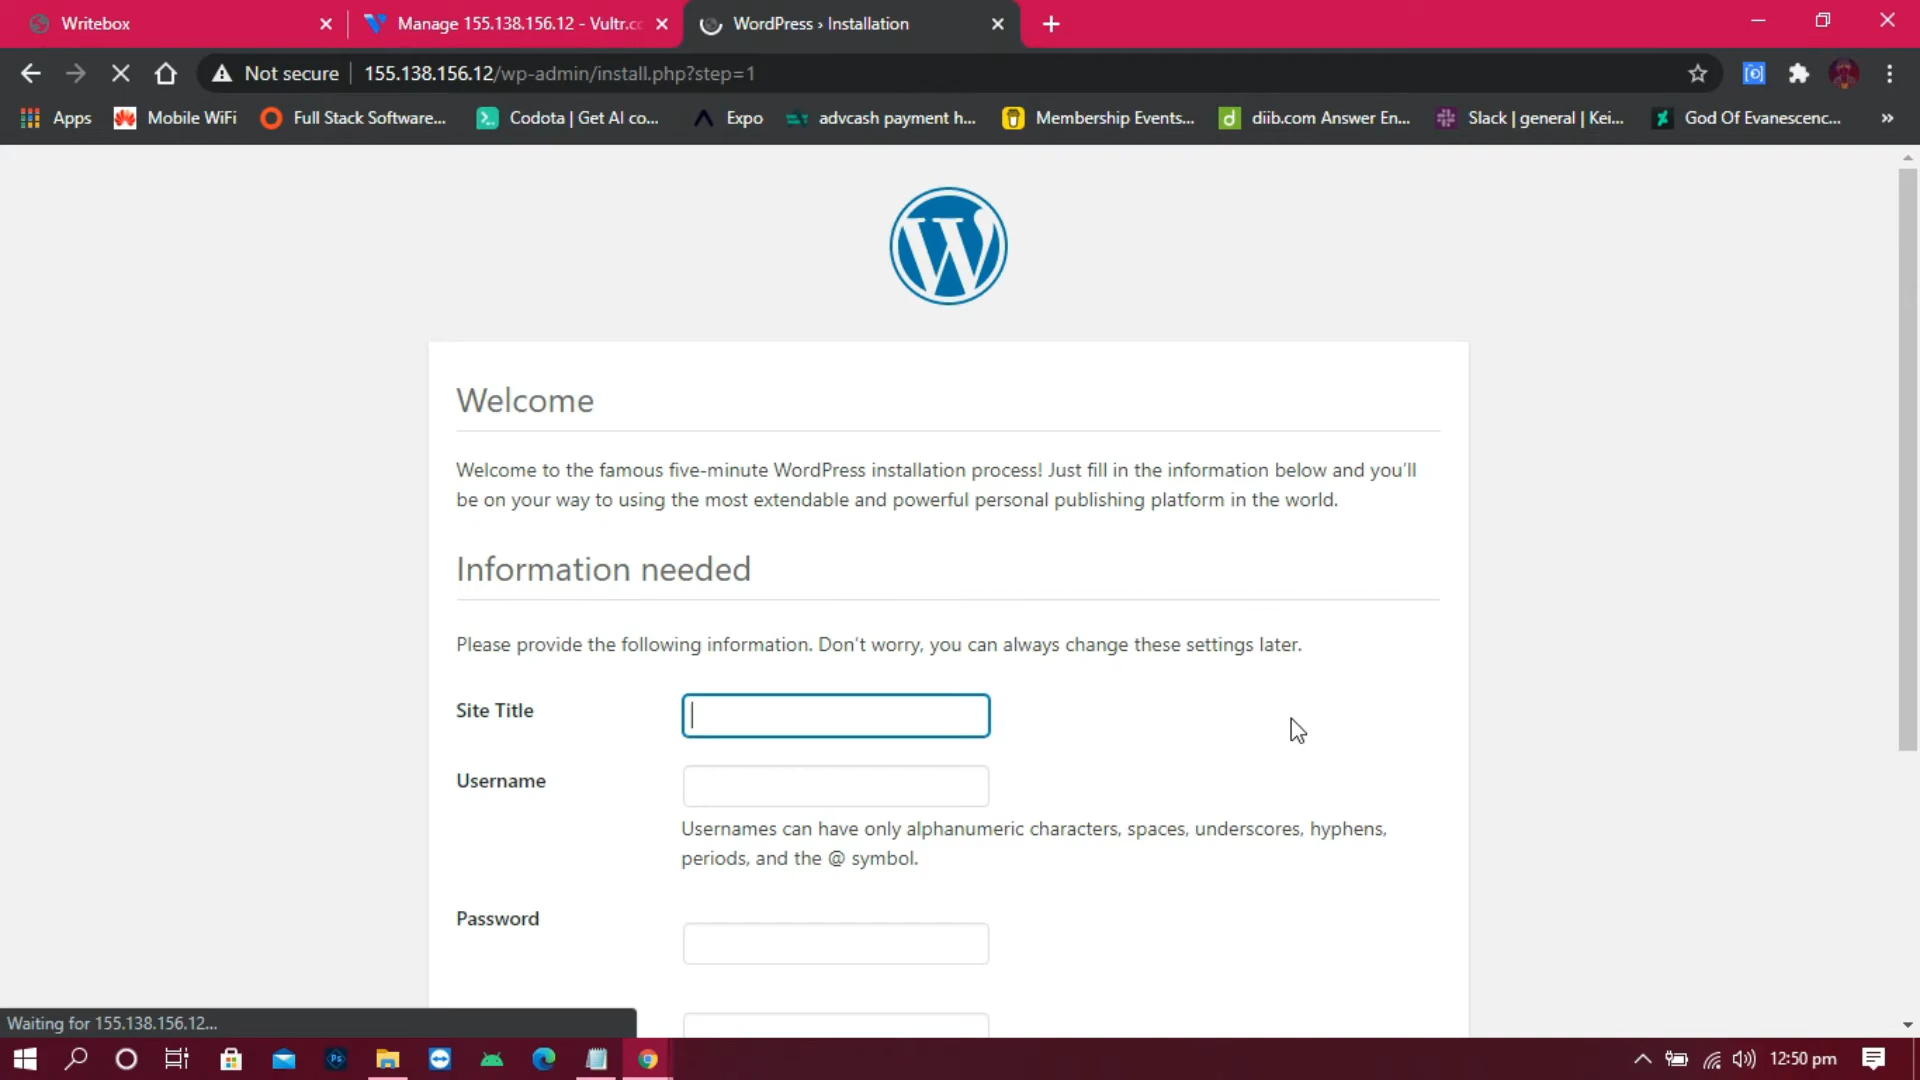 Writebox
Manage 155.138.156.12 - Vultr.co
WordPress › Installation
Not secure
155.138.156.12/wp-admin/install.php?step=1
Apps
Mobile WiFi
Full Stack Software...
Codota | Get AI co...
Expo
advcash payment h...
Membership Events...
diib.com Answer En...
Slack | general | Kei...
God Of Evanescenc...
»
Welcome
Welcome to the famous five-minute WordPress installation process! Just fill in the information below and you’ll
be on your way to using the most extendable and powerful personal publishing platform in the world.
Information needed
Please provide the following information. Don’t worry, you can always change these settings later.
Site Title
Username
Usernames can have only alphanumeric characters, spaces, underscores, hyphens,
periods, and the @ symbol.
Password
Waiting for 155.138.156.12...
12:50 pm